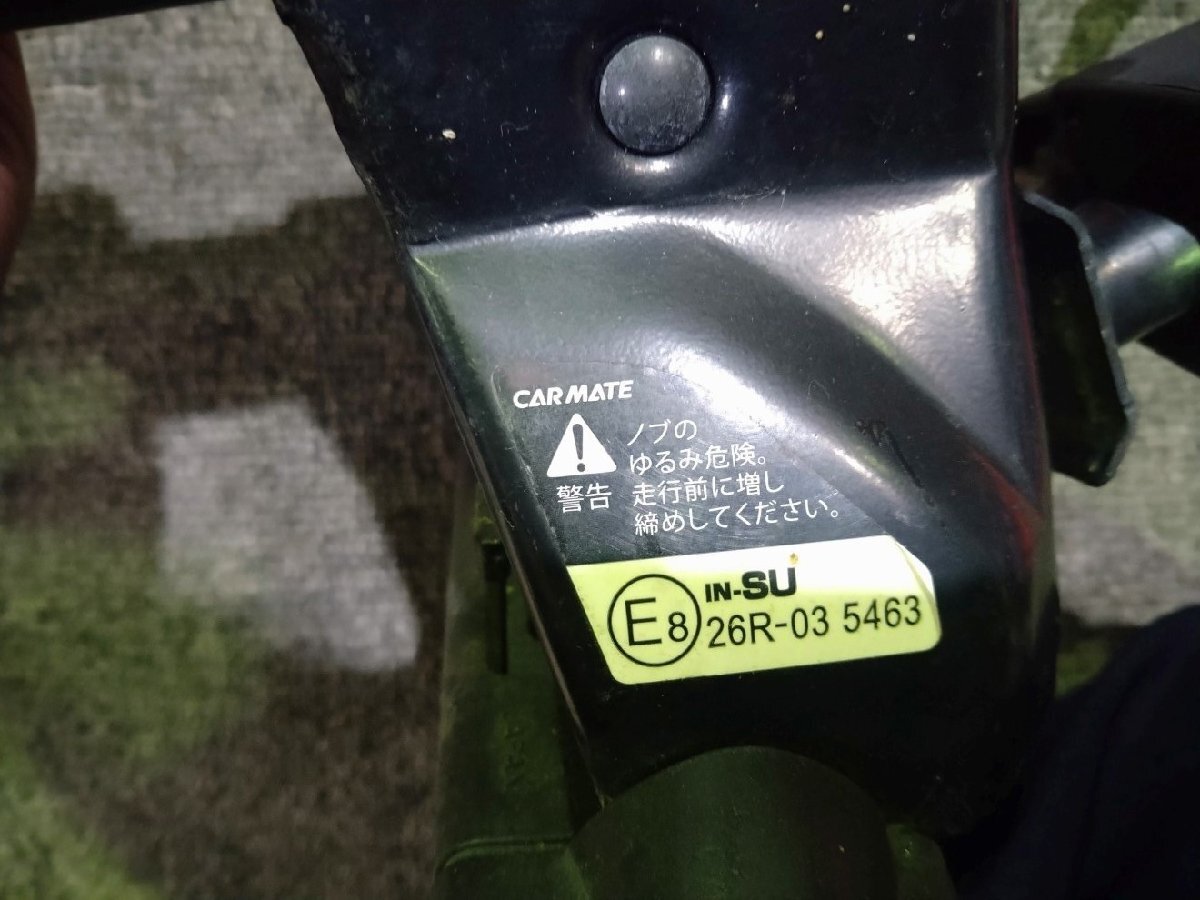 CARMATE
警告
ノブの
ゆるみ危険。
走行前に増し
締めしてください。
E8
IN-SU
26R-03 5463